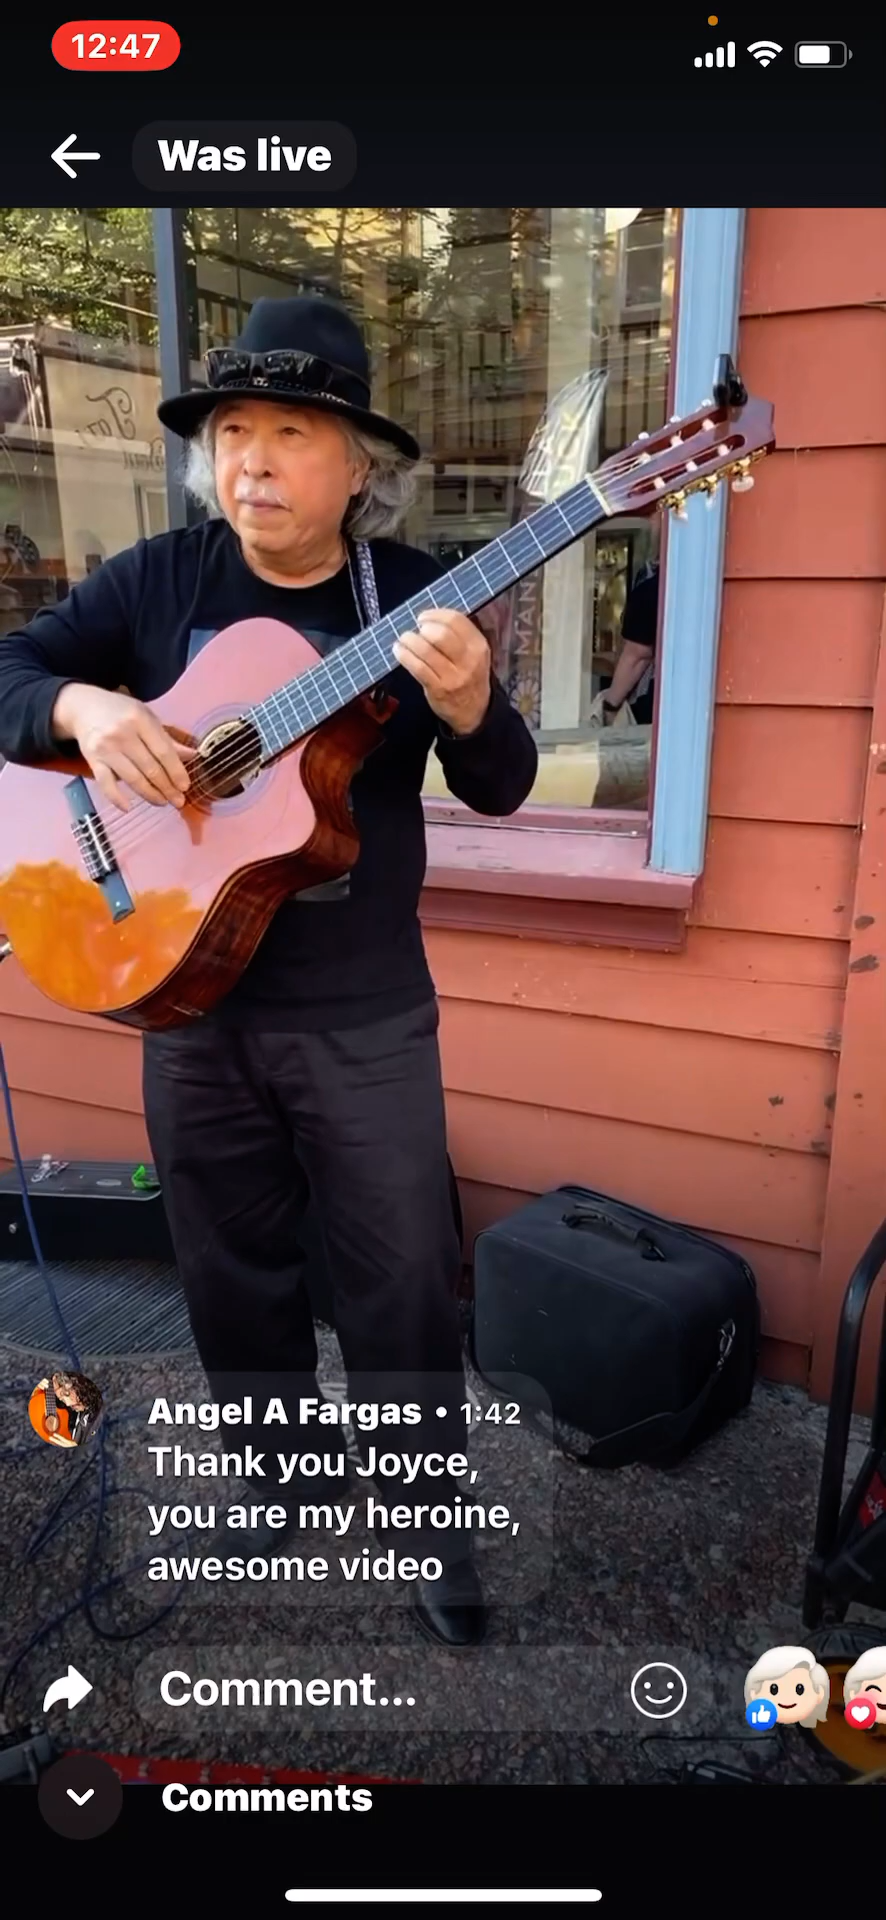 12:47
Was live
MAN
Angel A Fargas • 1:42
Thank you Joyce,
you are my heroine,
awesome video
Comment...
Comments